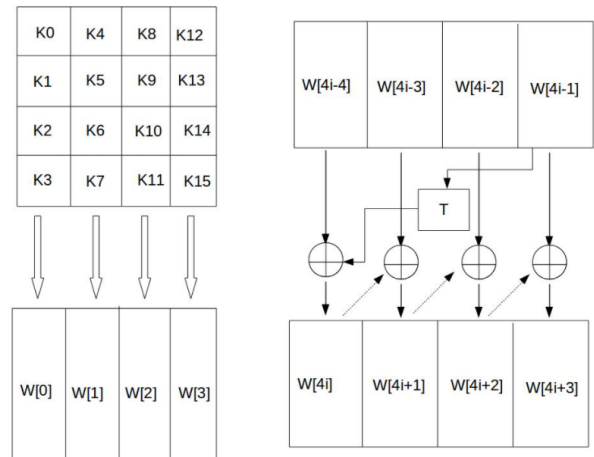 K0 K4 K8 K12
K1 K5 K9 K13
K2 K6 K10 K14
K3 K7 K11 K15
W[0] W[1] W[2] W[3]
W[4i-4] W[4i-3] W[4i-2] W[4i-1]
T
W[4i] W[4i+1] W[4i+2] W[4i+3]